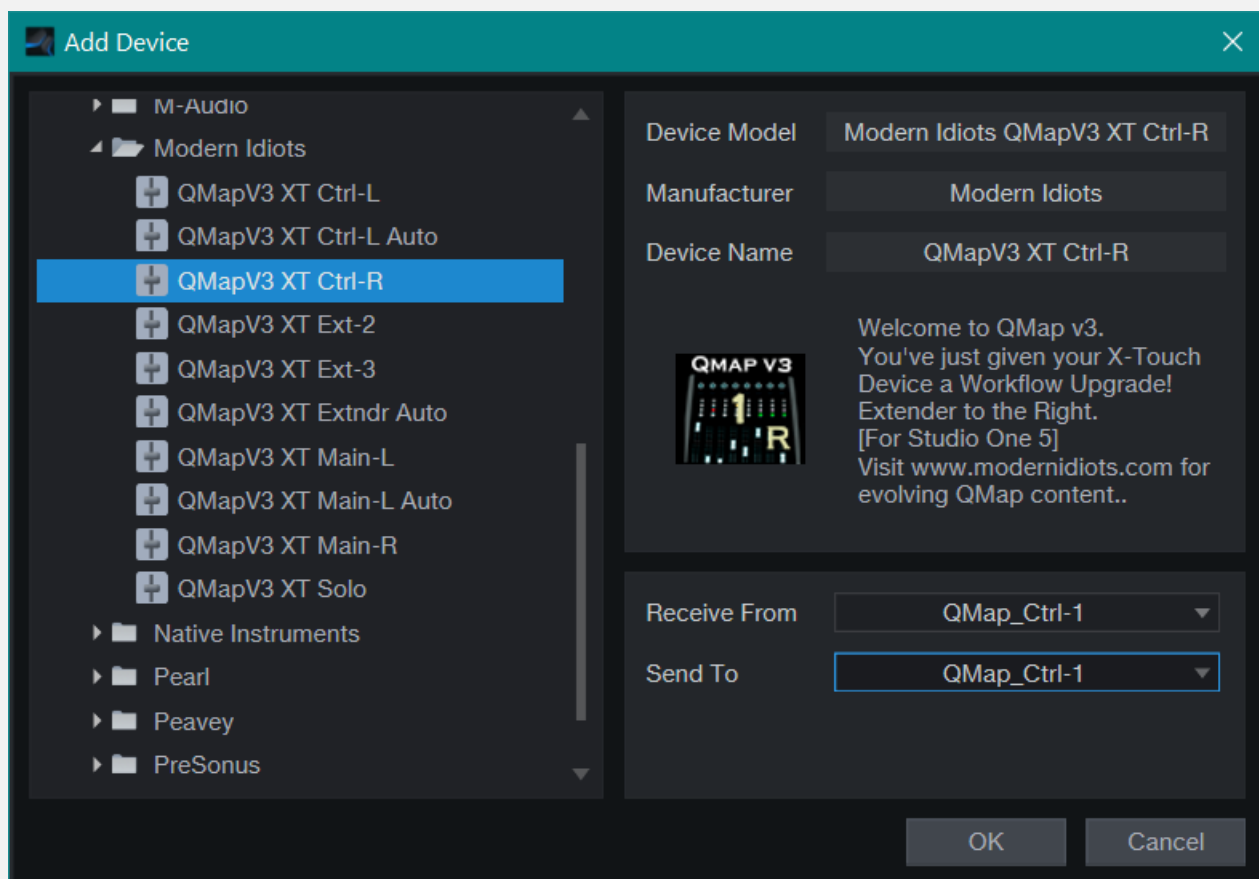 Add Device
M-Audio
Modern Idiots
QMapV3 XT Ctrl-L
QMapV3 XT Ctrl-L Auto
QMapV3 XT Ctrl-R
QMapV3 XT Ext-2
QMapV3 XT Ext-3
QMapV3 XT Extndr Auto
QMapV3 XT Main-L
QMapV3 XT Main-L Auto
QMapV3 XT Main-R
QMapV3 XT Solo
Native Instruments
Pearl
Peavey
PreSonus
Device Model Modern Idiots QMapV3 XT Ctrl-R
Manufacturer Modern Idiots
Device Name QMapV3 XT Ctrl-R
QMAP V3
1
R
Welcome to QMap v3.
You've just given your X-Touch
Device a Workflow Upgrade!
Extender to the Right.
[For Studio One 5]
Visit www.modernidiots.com for
evolving QMap content..
Receive From QMap_Ctrl-1
Send To QMap_Ctrl-1
OK Cancel